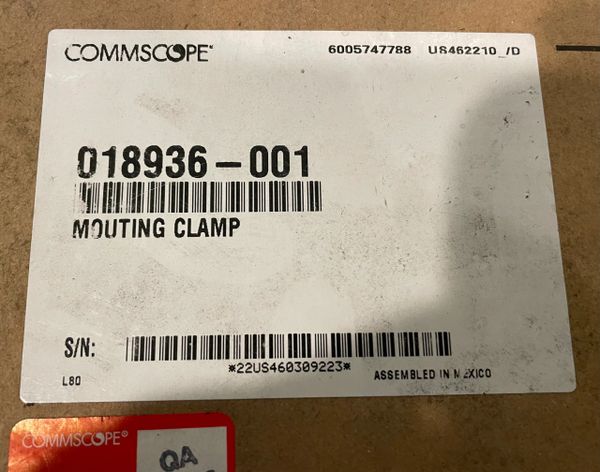 COMMSCOPE® 6005747788 US462210_/D
018936-001
MOUTING CLAMP
S/N:
*22US460309223*
L80 ASSEMBLED IN MEXICO
COMMSCOPE®
QA